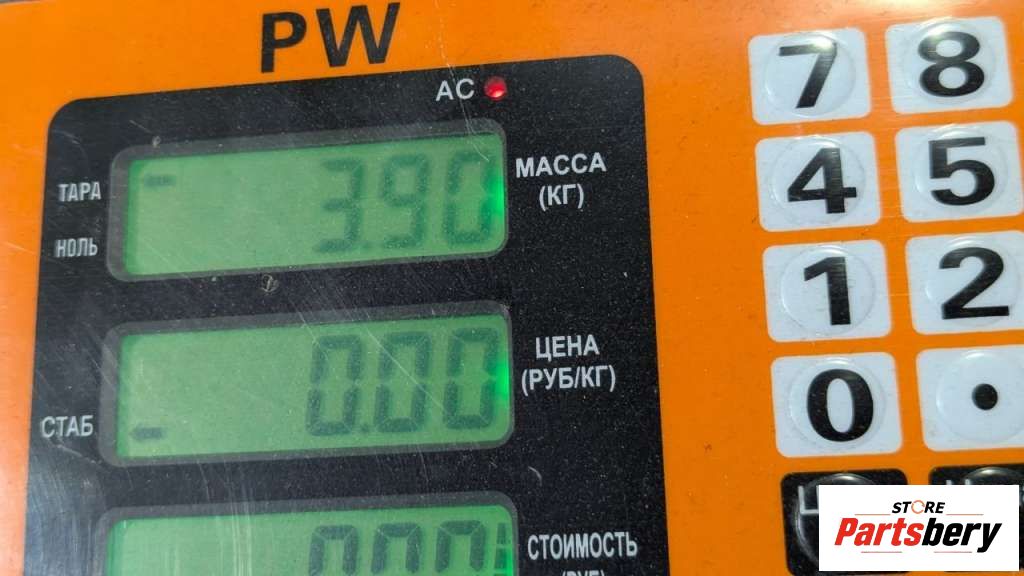 PW
AC
ТАРА
3.90
МАССА
(КГ)
НОЛЬ
ЦЕНА
(РУБ/КГ)
0.00
СТАБ
СТОИМОСТЬ
7 8
4 5
1 2
0 .
STORE
Partsbery